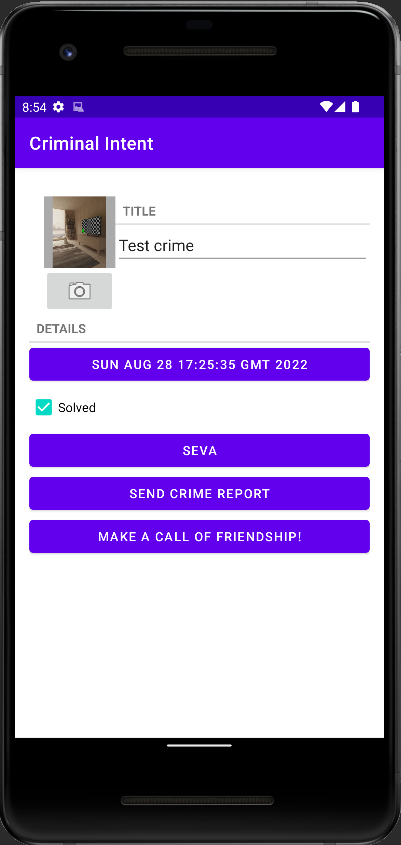 8:54
Criminal Intent
TITLE
Test crime
DETAILS
SUN AUG 28 17:25:35 GMT 2022
Solved
SEVA
SEND CRIME REPORT
MAKE A CALL OF FRIENDSHIP!